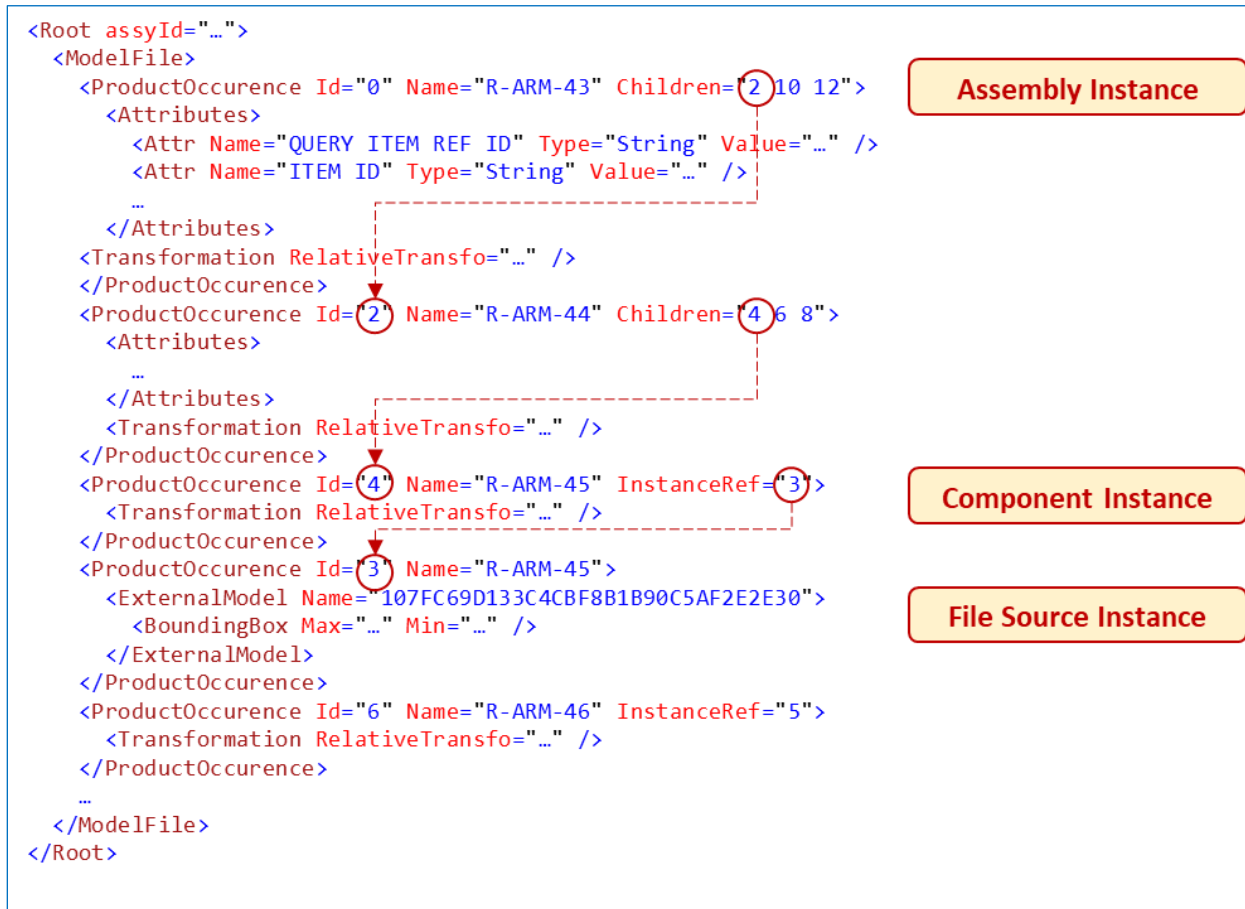 <Root assyId="…">
<ModelFile>
<ProductOccurence Id="0" Name="R-ARM-43" Children="2 10 12">
Assembly Instance
<Attributes>
<Attr Name="QUERY ITEM REF ID" Type="String" Value="…" />
<Attr Name="ITEM ID" Type="String" Value="…" />
…
</Attributes>
<Transformation RelativeTransfo="…" />
</ProductOccurence>
<ProductOccurence Id="2" Name="R-ARM-44" Children="4 6 8">
<Attributes>
…
</Attributes>
<Transformation RelativeTransfo="…" />
</ProductOccurence>
<ProductOccurence Id="4" Name="R-ARM-45" InstanceRef="3">
Component Instance
<Transformation RelativeTransfo="…" />
</ProductOccurence>
<ProductOccurence Id="3" Name="R-ARM-45">
<ExternalModel Name="107FC69D133C4CBF8B1B90C5AF2E2E30">
File Source Instance
<BoundingBox Max="…" Min="…" />
</ExternalModel>
</ProductOccurence>
<ProductOccurence Id="6" Name="R-ARM-46" InstanceRef="5">
<Transformation RelativeTransfo="…" />
</ProductOccurence>
…
</ModelFile>
</Root>